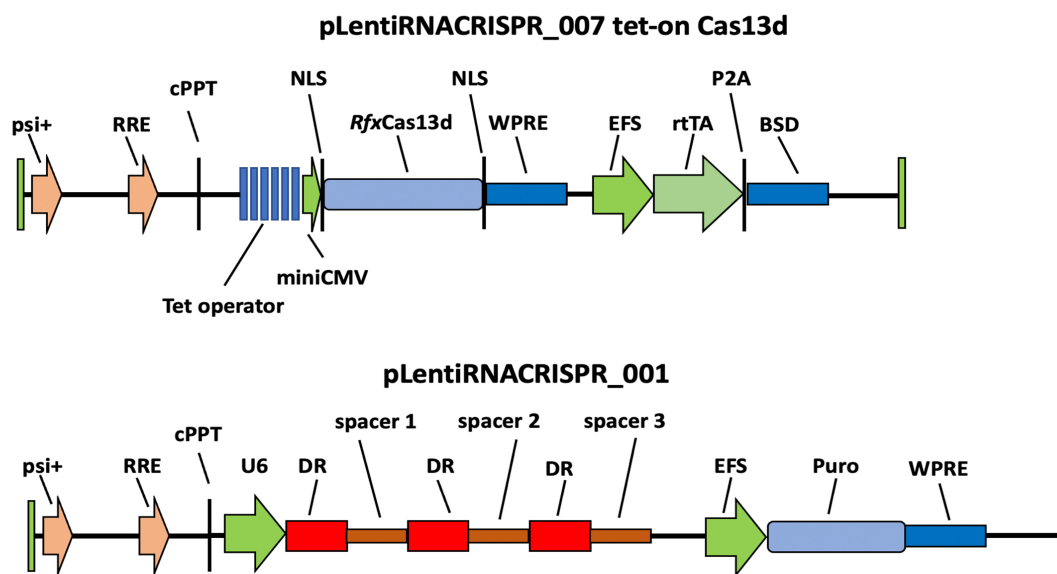 pLentiRNACRISPR_007 tet-on Cas13d
NLS
NLS
P2A
cPPT
psi+
RRE
RfxCas13d
WPRE
EFS
rtTA
BSD
miniCMV
Tet operator
pLentiRNACRISPR_001
spacer 1
spacer 2
spacer 3
cPPT
psi+
RRE
U6
DR
DR
DR
EFS
Puro
WPRE